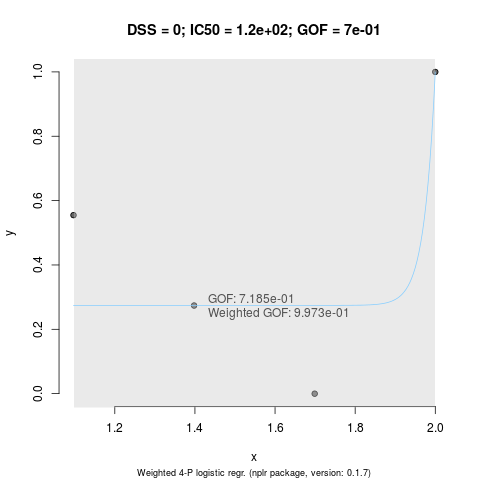 DSS = 0; IC50 = 1.2e+02; GOF = 7e-01
1.0
0.8
0.6
0.4
0.2
0.0
y
GOF: 7.185e-01
Weighted GOF: 9.973e-01
1.2 1.4 1.6 1.8 2.0
x
Weighted 4-P logistic regr. (nplr package, version: 0.1.7)